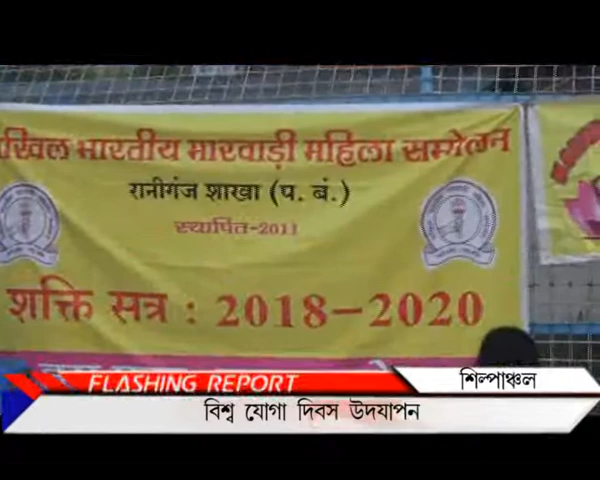 खिल भारतीय मारवाड़ी महिला सम्मेलन
रानीगंज शाखा (प. बं.)
स्थापित-2011
शक्ति सत्र : 2018-2020
FLASHING REPORT
শিল্পাঞ্চল
বিশ্ব যোগা দিবস উদযাপন